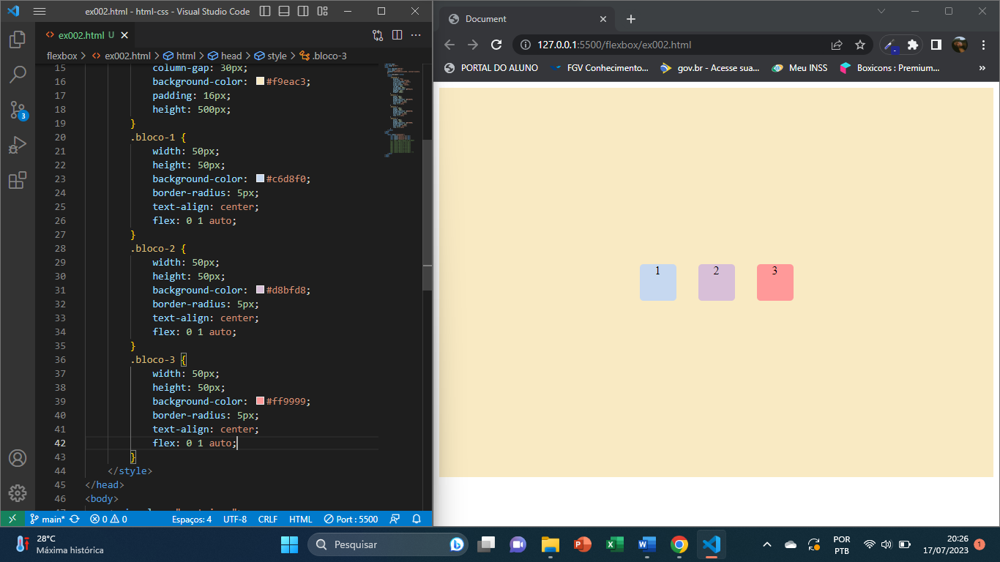 ex002.html - html-css - Visual Studio Code
ex002.html U
flexbox > ex002.html > html > head > style > .bloco-3
15 column-gap: 30px;
16 background-color: #f9eac3;
17 padding: 16px;
18 height: 500px;
19 }
20 .bloco-1 {
21 width: 50px;
22 height: 50px;
23 background-color: #c6d8f0;
24 border-radius: 5px;
25 text-align: center;
26 flex: 0 1 auto;
27 }
28 .bloco-2 {
29 width: 50px;
30 height: 50px;
31 background-color: #d8bfd8;
32 border-radius: 5px;
33 text-align: center;
34 flex: 0 1 auto;
35 }
36 .bloco-3 {
37 width: 50px;
38 height: 50px;
39 background-color: #ff9999;
40 border-radius: 5px;
41 text-align: center;
42 flex: 0 1 auto;
43 }
44 </style>
45 </head>
46 <body>
3
main* 0 0 Espaços: 4 UTF-8 CRLF HTML Port : 5500
Document
127.0.0.1:5500/flexbox/ex002.html
PORTAL DO ALUNO FGV Conhecimento... gov.br - Acesse sua... Meu INSS Boxicons : Premium... »
1 2 3
28°C
Máxima histórica
Pesquisar
POR
PTB
20:26
17/07/2023
1